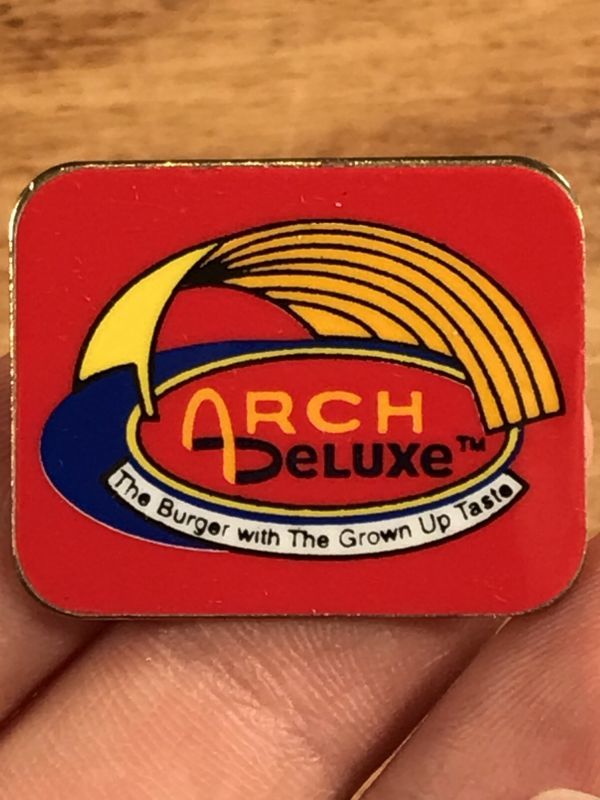 ARCH
DELUXE™
The Burger with The Grown Up Taste